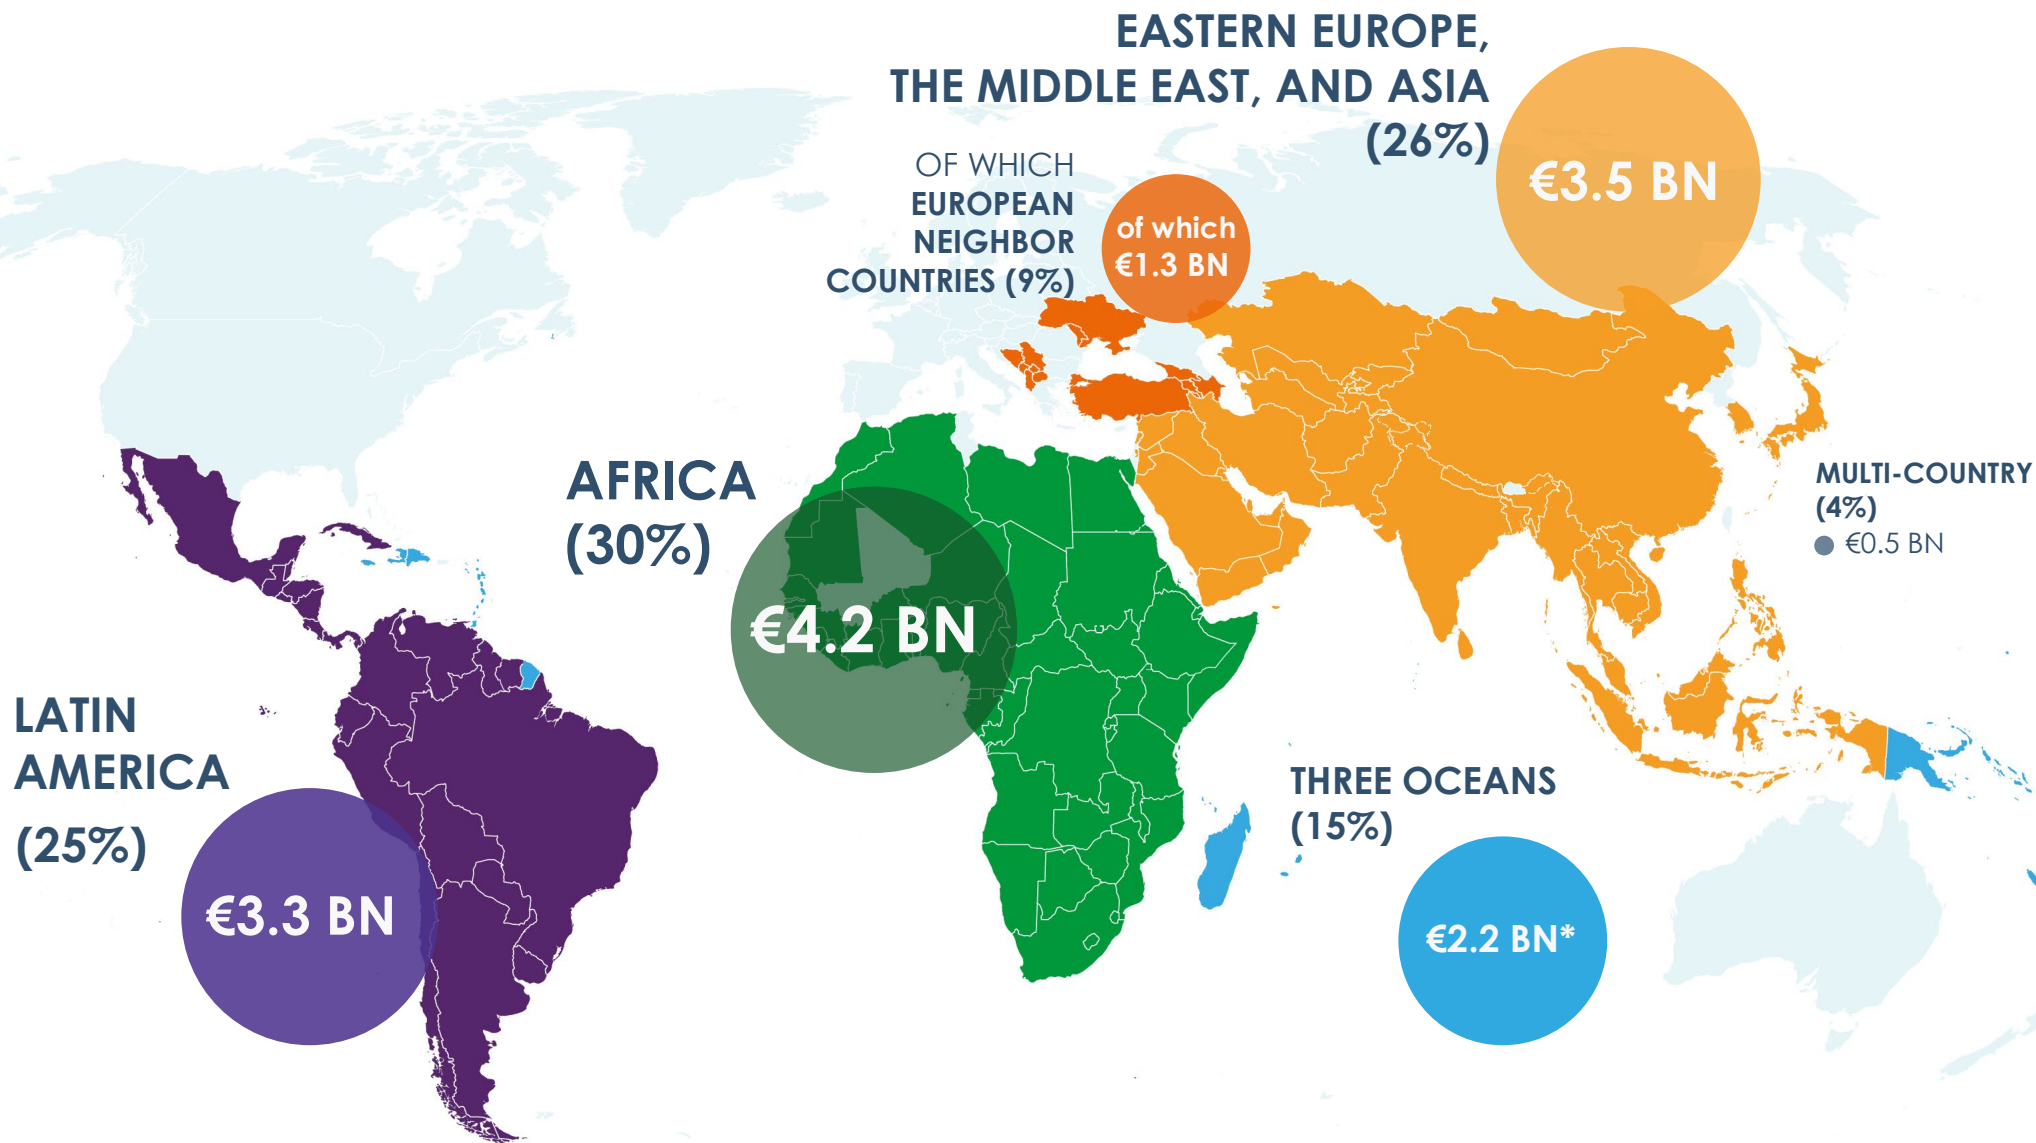 EASTERN EUROPE,
THE MIDDLE EAST, AND ASIA
(26%)
€3.5 BN
OF WHICH
EUROPEAN
NEIGHBOR
COUNTRIES (9%)
of which
€1.3 BN
AFRICA
(30%)
€4.2 BN
MULTI-COUNTRY
(4%)
€0.5 BN
LATIN
AMERICA
(25%)
€3.3 BN
THREE OCEANS
(15%)
€2.2 BN*